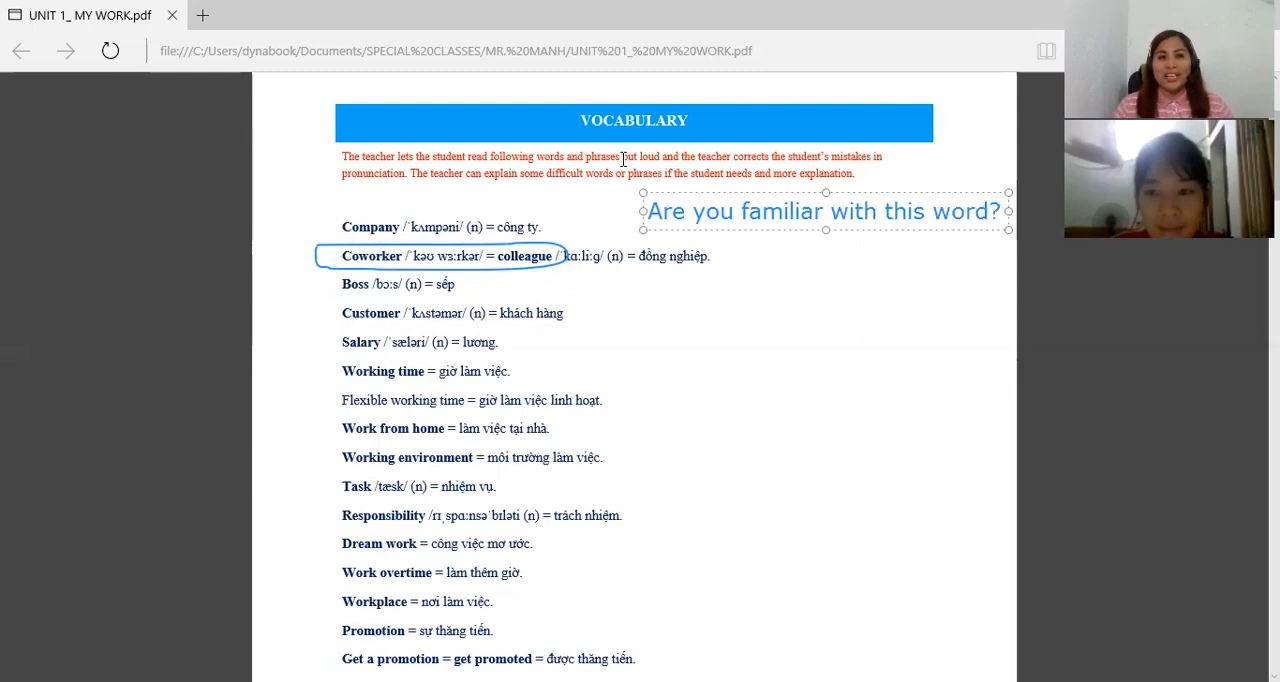 UNIT 1_ MY WORK.pdf
file:///C:/Users/dynabook/Documents/SPECIAL%20CLASSES/MR.%20MANH/UNIT%201_%20MY%20WORK.pdf
VOCABULARY
The teacher lets the student read following words and phrases out loud and the teacher corrects the student's mistakes in
pronunciation. The teacher can explain some difficult words or phrases if the student needs and more explanation.
Are you familiar with this word?
Company /ˈkʌmpəni/ (n) = công ty.
Coworker /ˈkəʊ wɜːrkər/ = colleague /ˈkɑːliːɡ/ (n) = đồng nghiệp.
Boss /bɔːs/ (n) = sếp
Customer /ˈkʌstəmər/ (n) = khách hàng
Salary /ˈsæləri/ (n) = lương.
Working time = giờ làm việc.
Flexible working time = giờ làm việc linh hoạt.
Work from home = làm việc tại nhà.
Working environment = môi trường làm việc.
Task /tæsk/ (n) = nhiệm vụ.
Responsibility /rɪˌspɑːnsəˈbɪləti (n) = trách nhiệm.
Dream work = công việc mơ ước.
Work overtime = làm thêm giờ.
Workplace = nơi làm việc.
Promotion = sự thăng tiến.
Get a promotion = get promoted = được thăng tiến.